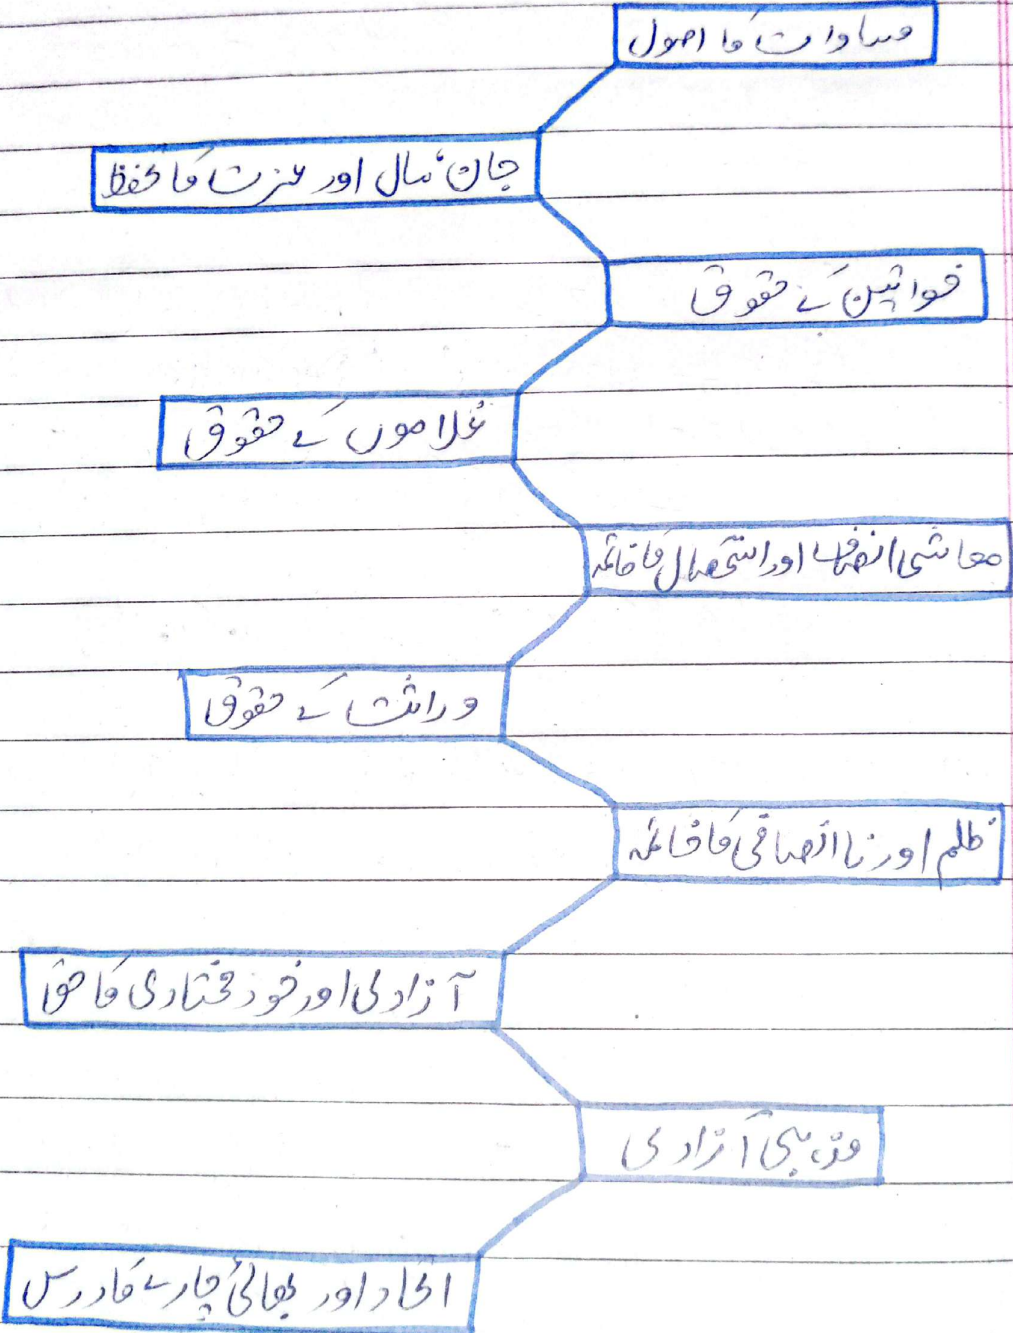 مساوات کا اصول
جان، مال اور عزت کا تحفظ
خواتین کے حقوق
غلاموں کے حقوق
معاشی انصاف اور استحصال کا خاتمہ
وراثت کے حقوق
ظلم اور ناانصافی کا خاتمہ
آزادی اور خود مختاری کا حق
مذہبی آزادی
اتحاد اور بھائی چارے کا درس